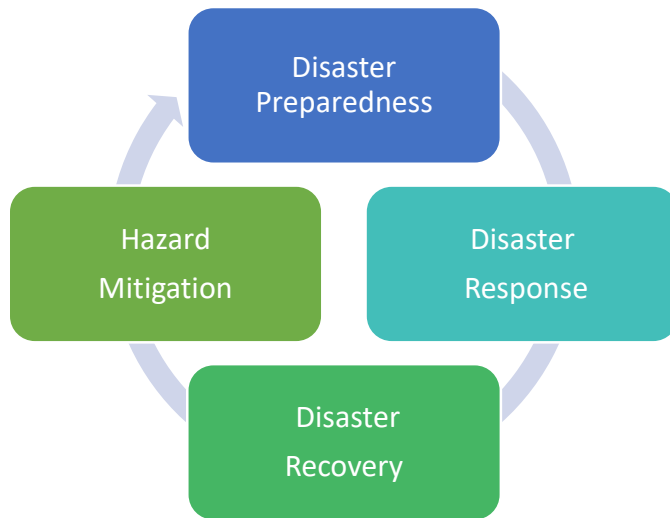 Disaster
Preparedness
Hazard
Mitigation
Disaster
Response
Disaster
Recovery